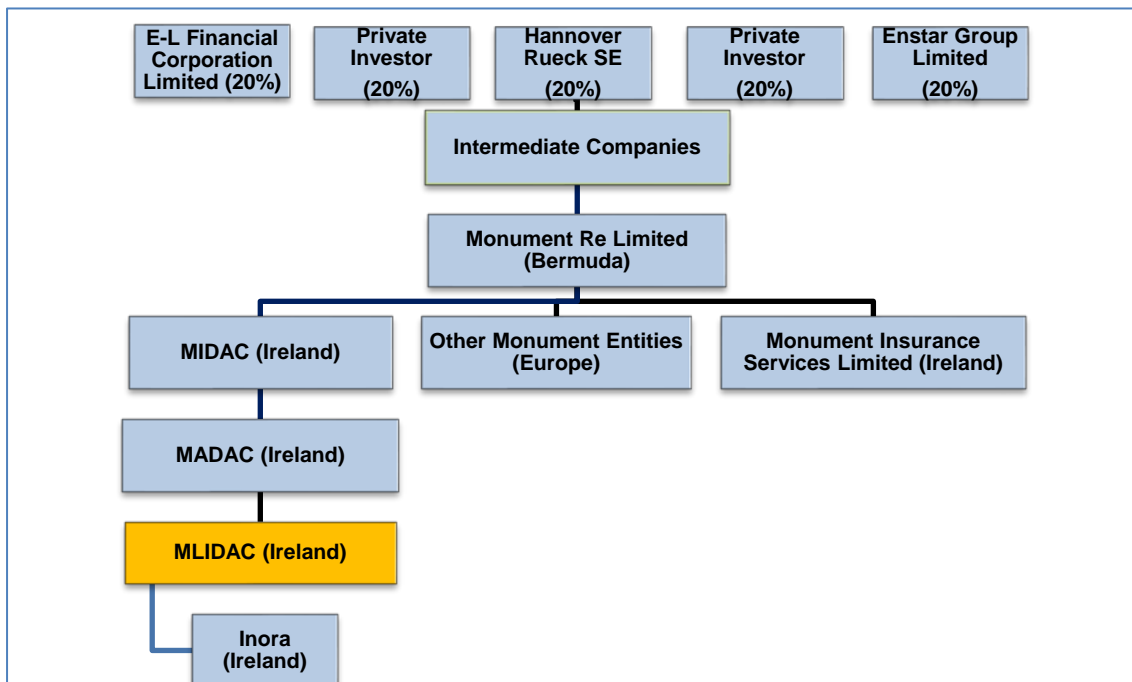 E-L Financial
Corporation
Limited (20%)
Private
Investor
(20%)
Hannover
Rueck SE
(20%)
Private
Investor
(20%)
Enstar Group
Limited
(20%)
Intermediate Companies
Monument Re Limited
(Bermuda)
MIDAC (Ireland)
Other Monument Entities
(Europe)
Monument Insurance
Services Limited (Ireland)
MADAC (Ireland)
MLIDAC (Ireland)
Inora
(Ireland)